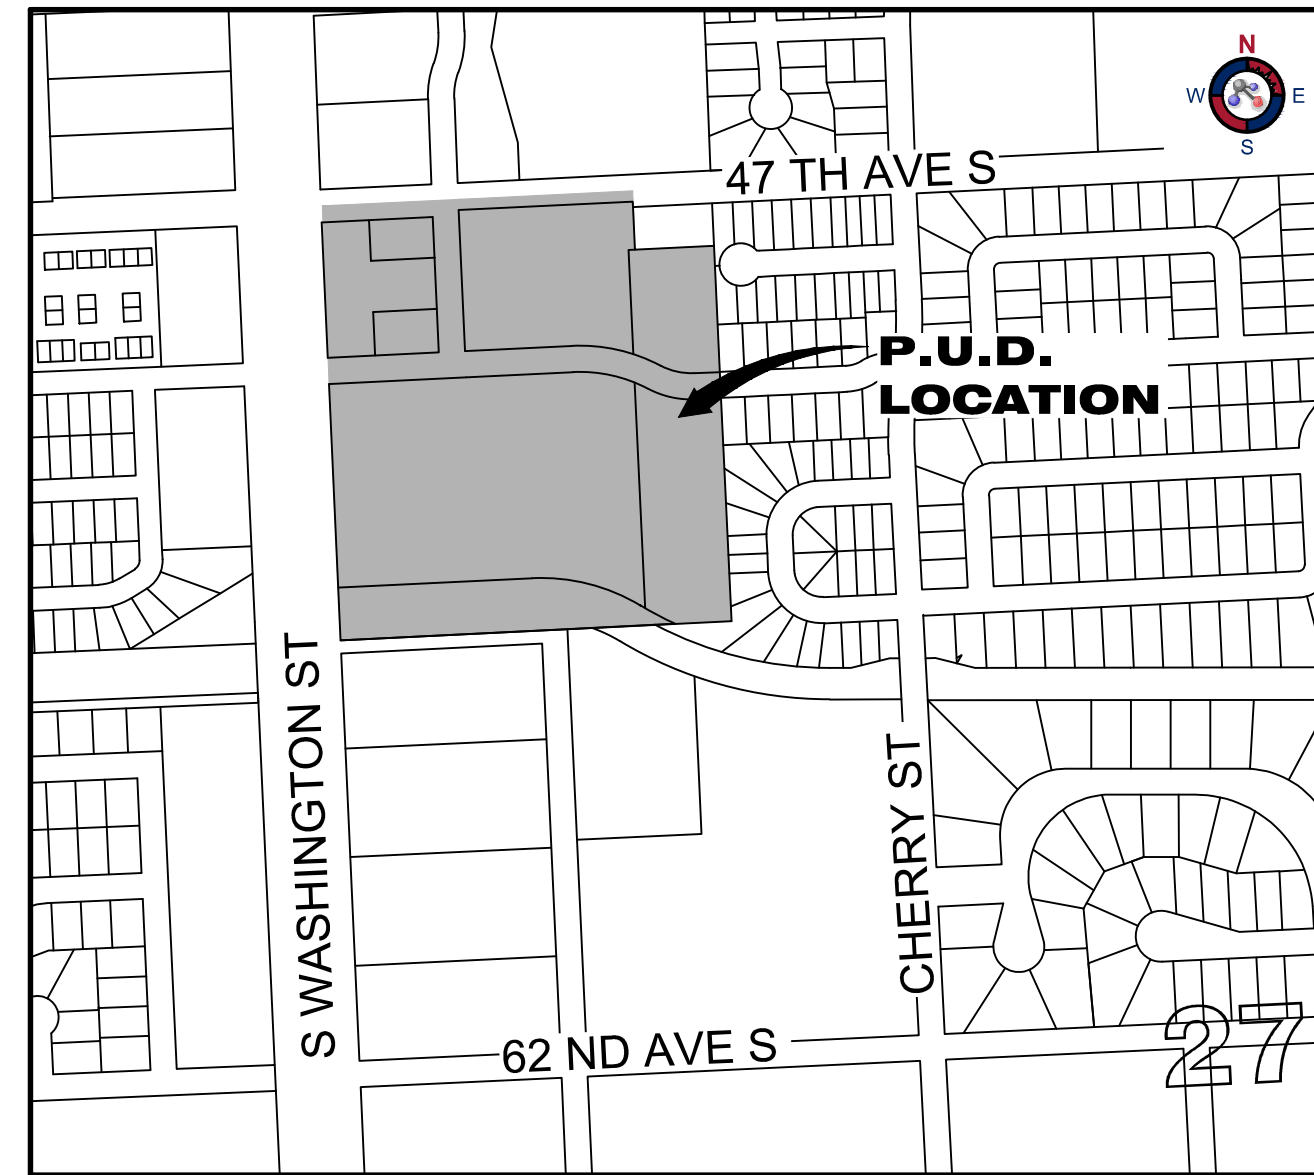 N
W E
S
47 TH AVE S
P.U.D.
LOCATION
S WASHINGTON ST
CHERRY ST
62 ND AVE S
27